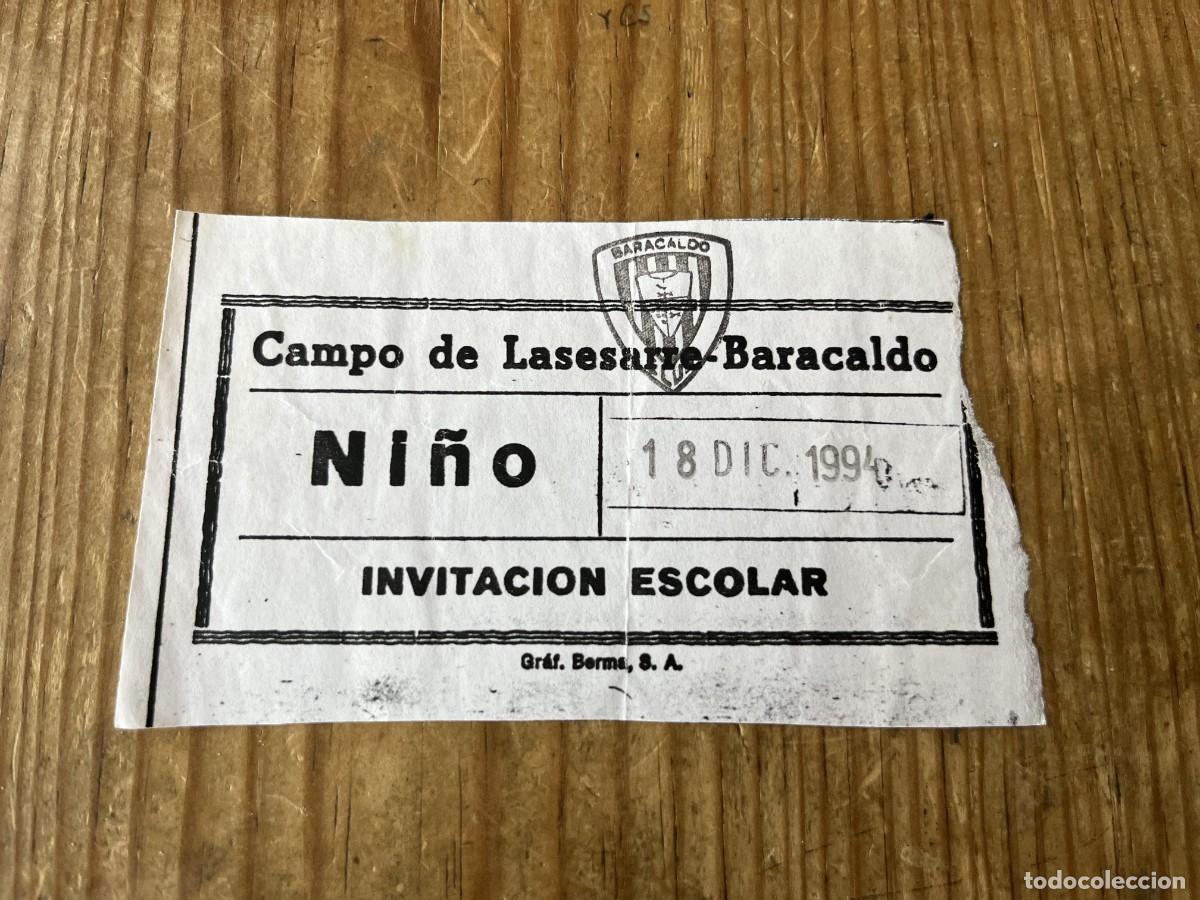 BARACALDO
Campo de Lasesarre-Baracaldo
Niño
18 DIC. 1994
INVITACION ESCOLAR
Gráf. Berma, S. A.
todocoleccion